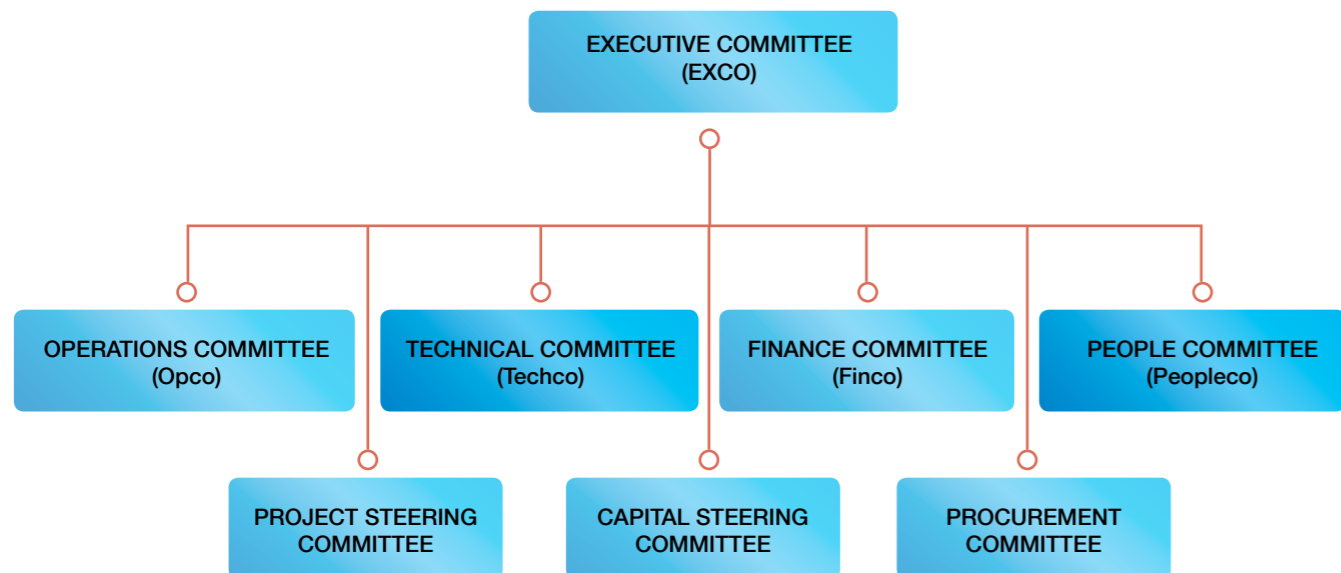 EXECUTIVE COMMITTEE
(EXCO)
OPERATIONS COMMITTEE
(Opco)
TECHNICAL COMMITTEE
(Techco)
FINANCE COMMITTEE
(Finco)
PEOPLE COMMITTEE
(Peopleco)
PROJECT STEERING
COMMITTEE
CAPITAL STEERING
COMMITTEE
PROCUREMENT
COMMITTEE